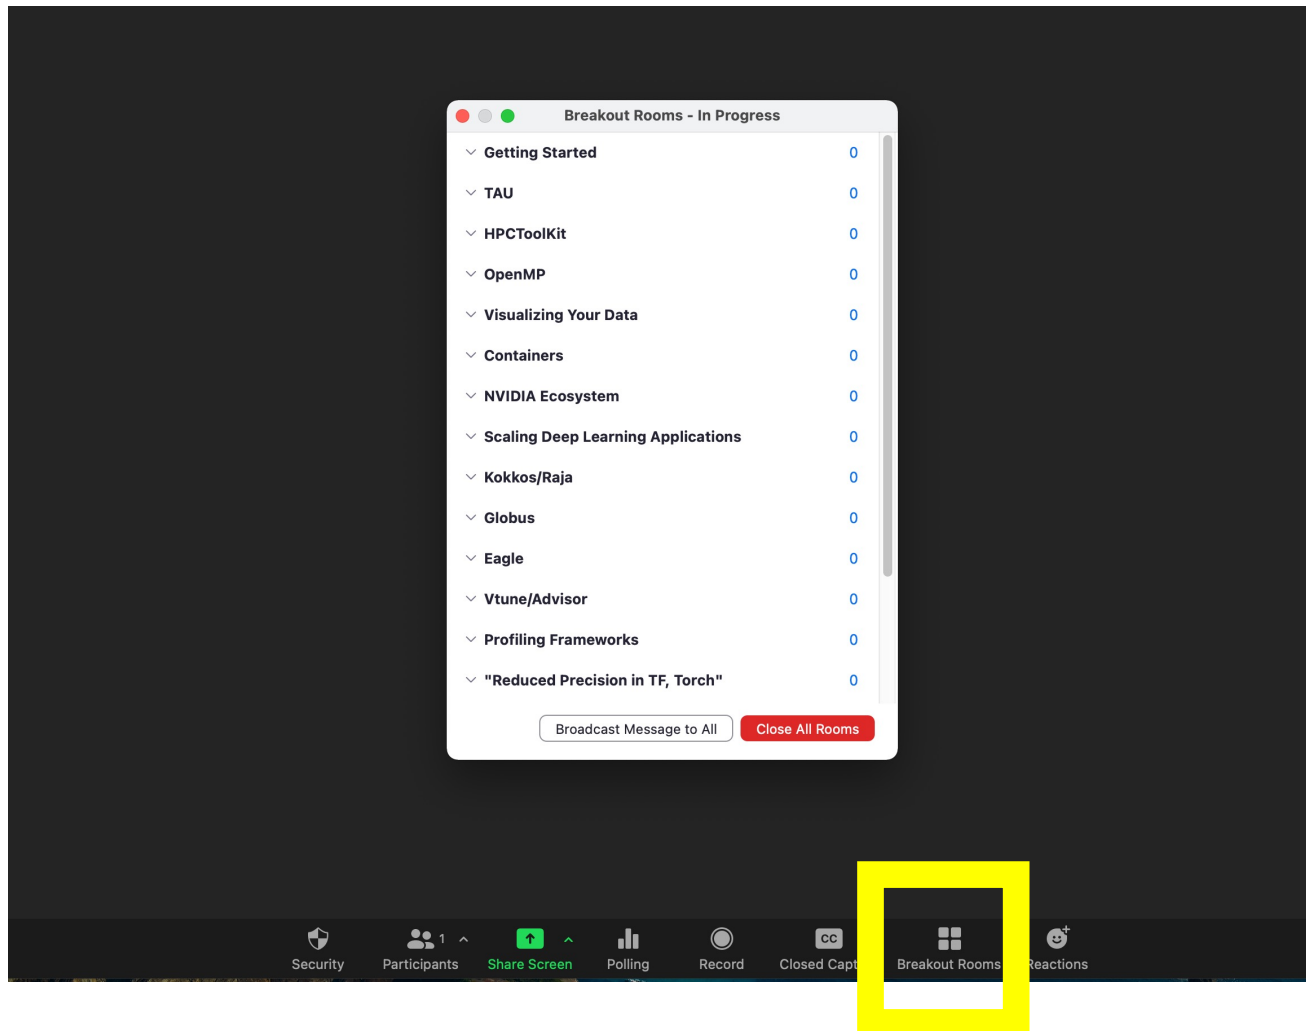 Breakout Rooms - In Progress
Getting Started 0
TAU 0
HPCToolKit 0
OpenMP 0
Visualizing Your Data 0
Containers 0
NVIDIA Ecosystem 0
Scaling Deep Learning Applications 0
Kokkos/Raja 0
Globus 0
Eagle 0
Vtune/Advisor 0
Profiling Frameworks 0
"Reduced Precision in TF, Torch" 0
Broadcast Message to All Close All Rooms
1 CC
Security Participants Share Screen Polling Record Closed Capt Breakout Rooms Reactions